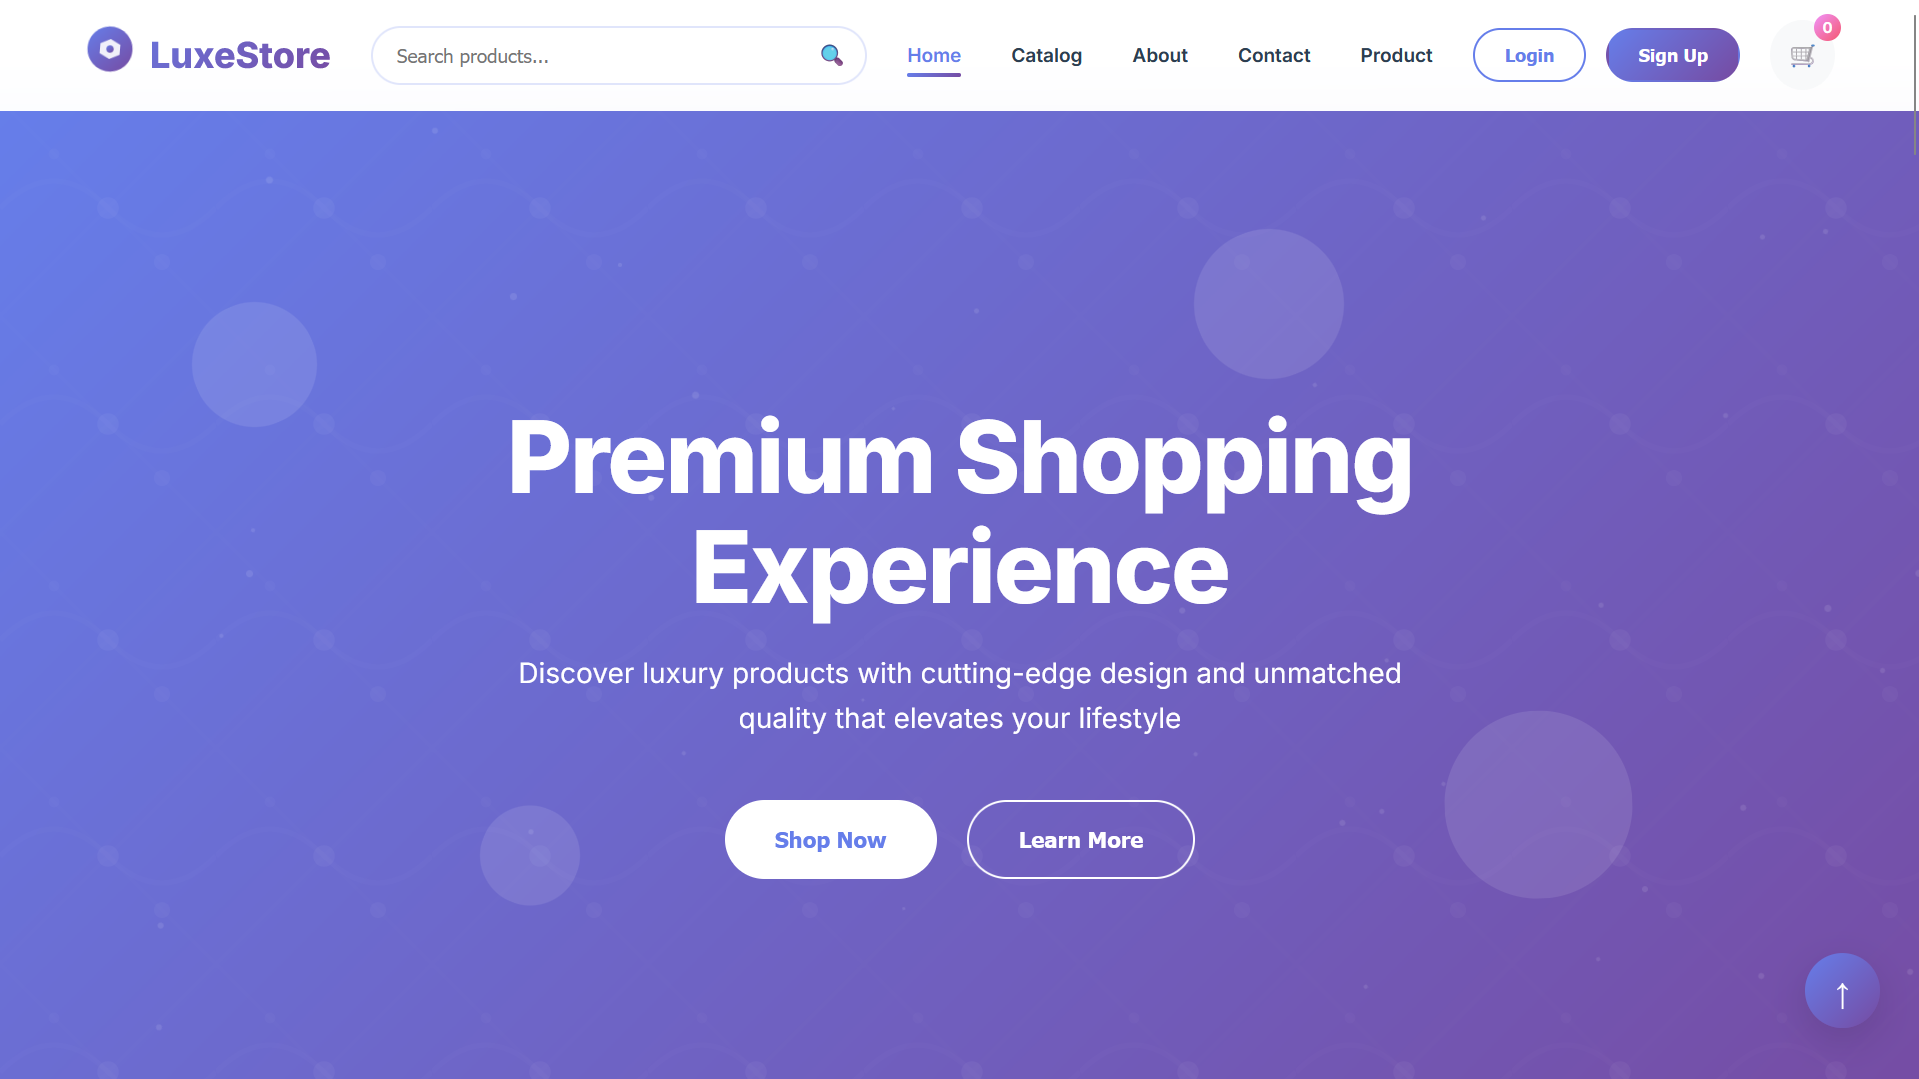 LuxeStore
Search products...
Home
Catalog
About
Contact
Product
Login
Sign Up
0
Premium Shopping
Experience
Discover luxury products with cutting-edge design and unmatched
quality that elevates your lifestyle
Shop Now
Learn More
↑